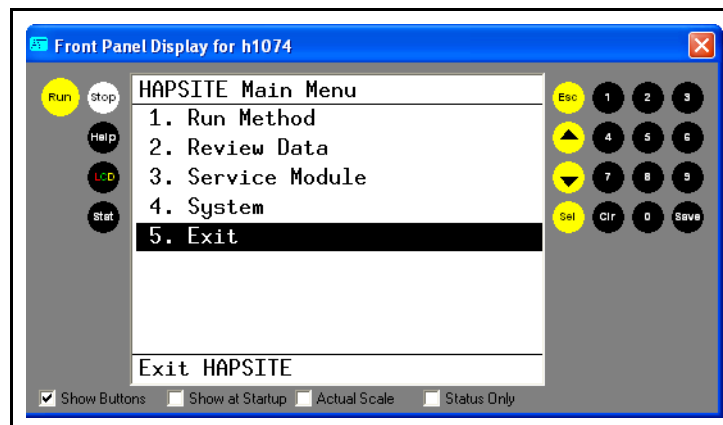 Front Panel Display for h1074
Run Stop
Help
LCD
Stat
HAPSITE Main Menu
1. Run Method
2. Review Data
3. Service Module
4. System
5. Exit
Exit HAPSITE
Esc 1 2 3
4 5 6
7 8 9
Sel Clr 0 Save
Show Buttons Show at Startup Actual Scale Status Only